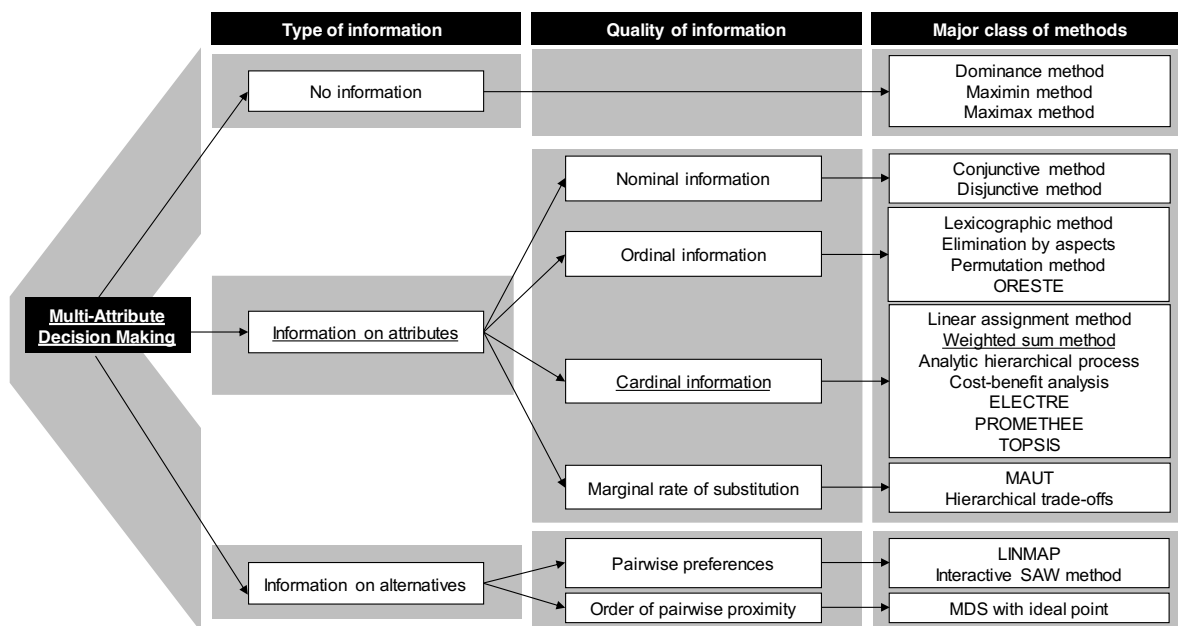 Type of information
Quality of information
Major class of methods
No information
Dominance method
Maximin method
Maximax method
Multi-Attribute
Decision Making
Information on attributes
Nominal information
Conjunctive method
Disjunctive method
Ordinal information
Lexicographic method
Elimination by aspects
Permutation method
ORESTE
Cardinal information
Linear assignment method
Weighted sum method
Analytic hierarchical process
Cost-benefit analysis
ELECTRE
PROMETHEE
TOPSIS
Marginal rate of substitution
MAUT
Hierarchical trade-offs
Information on alternatives
Pairwise preferences
LINMAP
Interactive SAW method
Order of pairwise proximity
MDS with ideal point